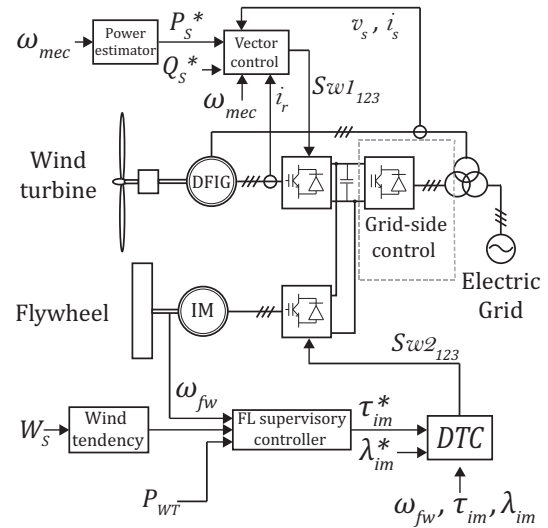 ω_mec
Power
estimator
P_S*
Q_S*
Vector
control
ω_mec
i_r
Sw1_123
v_s, i_s
Wind
turbine
DFIG
Grid-side
control
Electric
Grid
Flywheel
IM
Sw2_123
ω_fw
W_s
Wind
tendency
FL supervisory
controller
P_WT
τ_im*
λ_im*
DTC
ω_fw, τ_im, λ_im